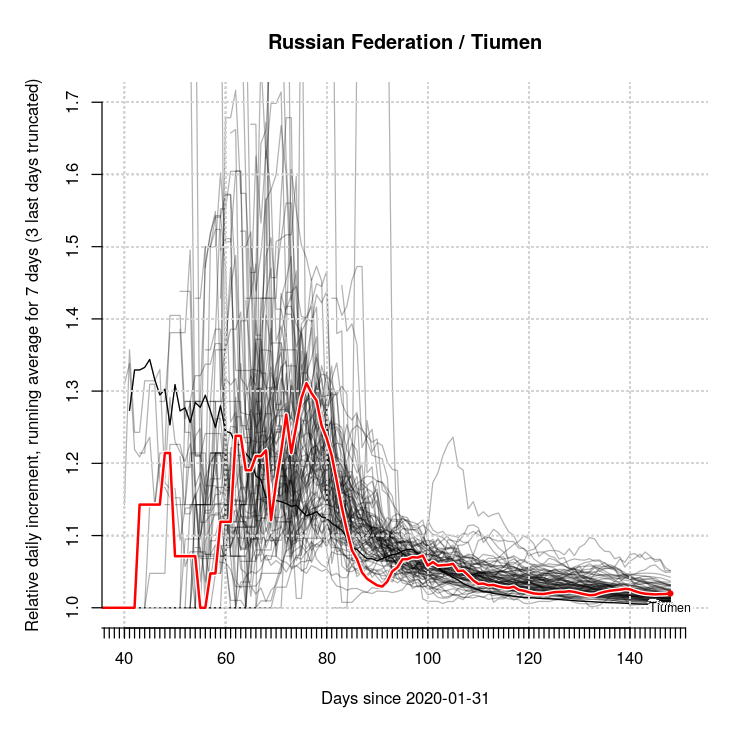 Russian Federation / Tiumen
Relative daily increment, running average for 7 days (3 last days truncated)
1.7
1.6
1.5
1.4
1.3
1.2
1.1
1.0
Tiumen
40 60 80 100 120 140
Days since 2020-01-31